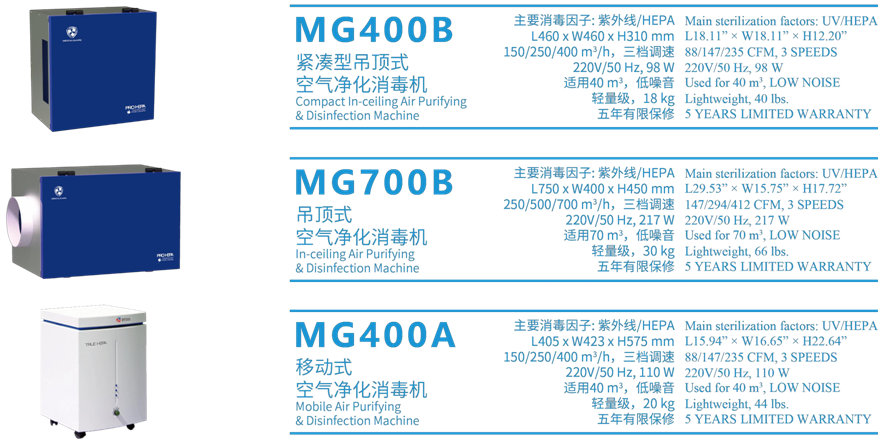 MG400B
紧凑型吊顶式
空气净化消毒机
Compact In-ceiling Air Purifying
& Disinfection Machine
主要消毒因子: 紫外线/HEPA
L460 x W460 x H310 mm
150/250/400 m³/h，三档调速
220V/50 Hz, 98 W
适用40 m³，低噪音
轻量级，18 kg
五年有限保修
Main sterilization factors: UV/HEPA
L18.11” × W18.11” × H12.20”
88/147/235 CFM, 3 SPEEDS
220V/50 Hz, 98 W
Used for 40 m³, LOW NOISE
Lightweight, 40 lbs.
5 YEARS LIMITED WARRANTY
MG700B
吊顶式
空气净化消毒机
In-ceiling Air Purifying
& Disinfection Machine
主要消毒因子: 紫外线/HEPA
L750 x W400 x H450 mm
250/500/700 m³/h，三档调速
220V/50 Hz, 217 W
适用70 m³，低噪音
轻量级，30 kg
五年有限保修
Main sterilization factors: UV/HEPA
L29.53” × W15.75” × H17.72”
147/294/412 CFM, 3 SPEEDS
220V/50 Hz, 217 W
Used for 70 m³, LOW NOISE
Lightweight, 66 lbs.
5 YEARS LIMITED WARRANTY
TRUE HEPA
MG400A
移动式
空气净化消毒机
Mobile Air Purifying
& Disinfection Machine
主要消毒因子: 紫外线/HEPA
L405 x W423 x H575 mm
150/250/400 m³/h，三档调速
220V/50 Hz, 110 W
适用40 m³，低噪音
轻量级，20 kg
五年有限保修
Main sterilization factors: UV/HEPA
L15.94” × W16.65” × H22.64”
88/147/235 CFM, 3 SPEEDS
220V/50 Hz, 110 W
Used for 40 m³, LOW NOISE
Lightweight, 44 lbs.
5 YEARS LIMITED WARRANTY